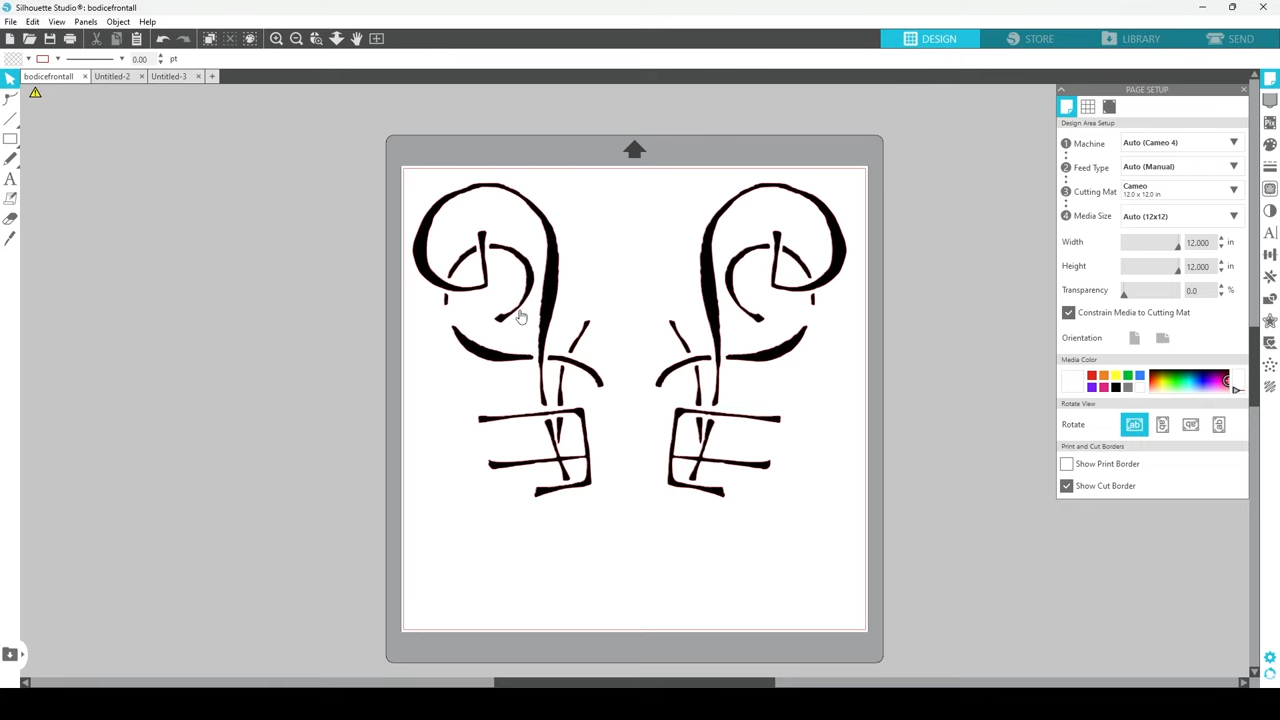 Silhouette Studio®: bodicefrontall
File Edit View Panels Object Help
DESIGN STORE LIBRARY SEND
0.00 pt
bodicefrontall Untitled-2 Untitled-3
PAGE SETUP
Design Area Setup
1 Machine Auto (Cameo 4)
2 Feed Type Auto (Manual)
3 Cutting Mat Cameo
12.0 x 12.0 in
4 Media Size Auto (12x12)
Width 12.000 in
Height 12.000 in
Transparency 0.0 %
Constrain Media to Cutting Mat
Orientation
Media Color
Rotate View
Rotate
Print and Cut Borders
Show Print Border
Show Cut Border